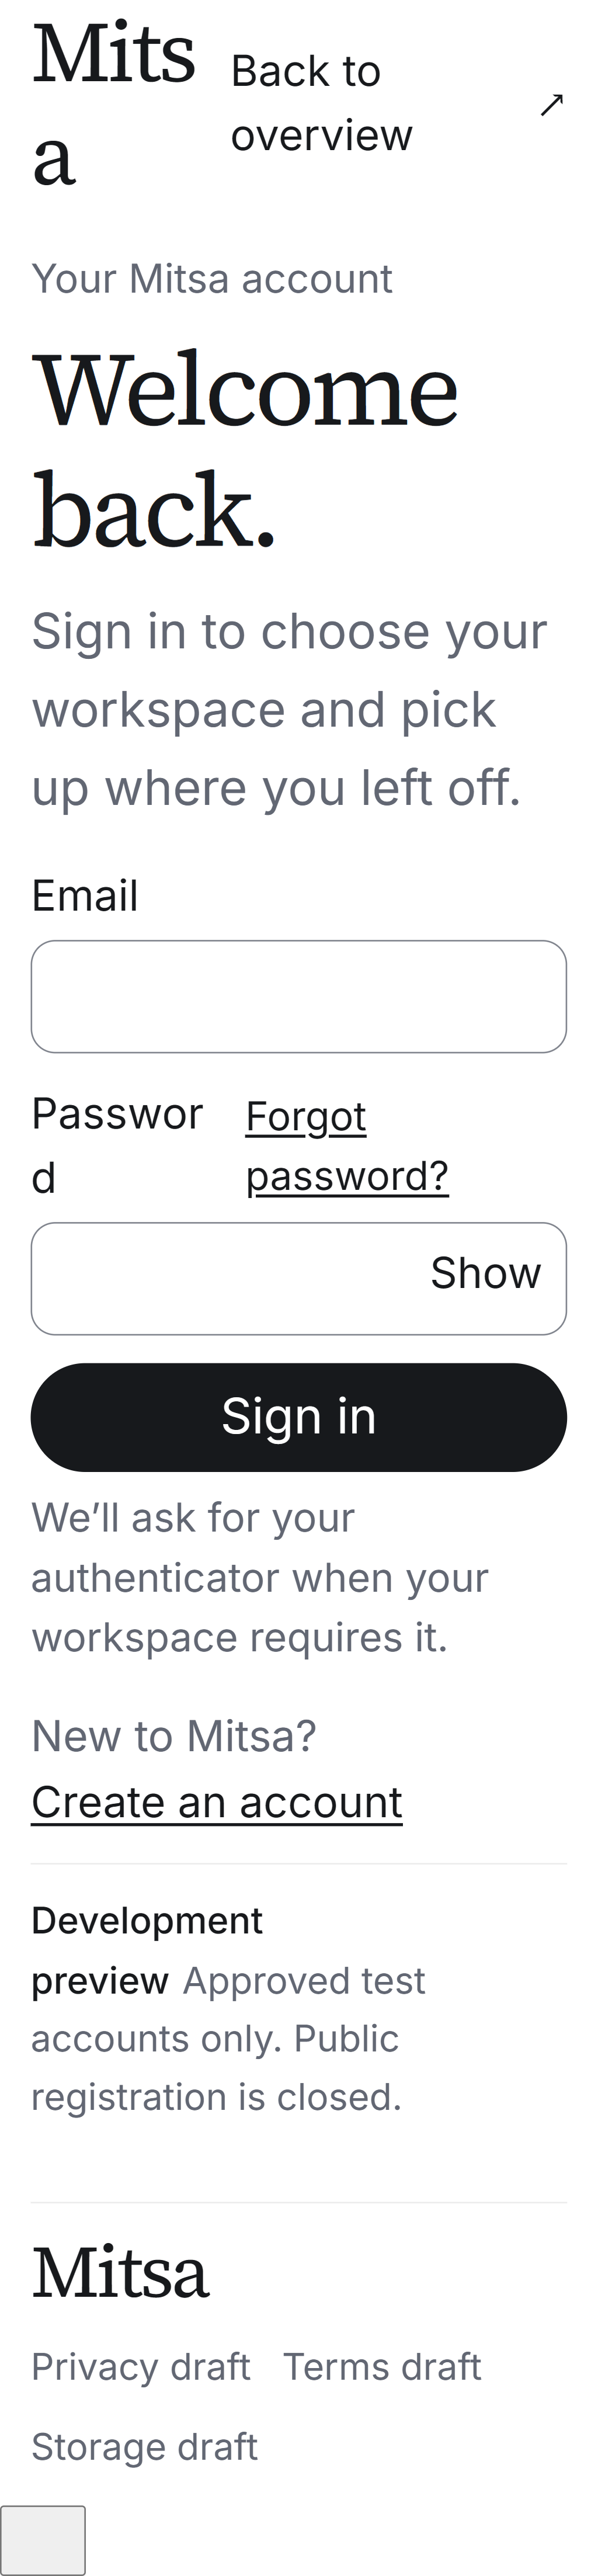 Mits
a
Back to
overview ↗
Your Mitsa account
Welcome
back.
Sign in to choose your
workspace and pick
up where you left off.
Email
Passwor
d
Forgot
password?
Show
Sign in
We’ll ask for your
authenticator when your
workspace requires it.
New to Mitsa?
Create an account
Development
preview Approved test
accounts only. Public
registration is closed.
Mitsa
Privacy draft Terms draft
Storage draft